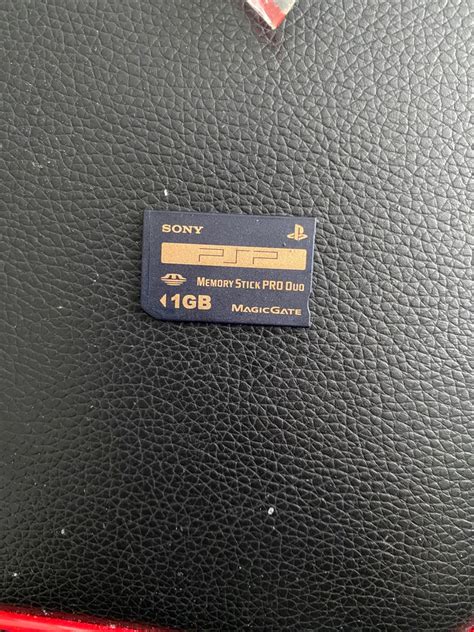 SONY
PSP
MEMORY STICK PRO DUO
1GB
MAGICGATE